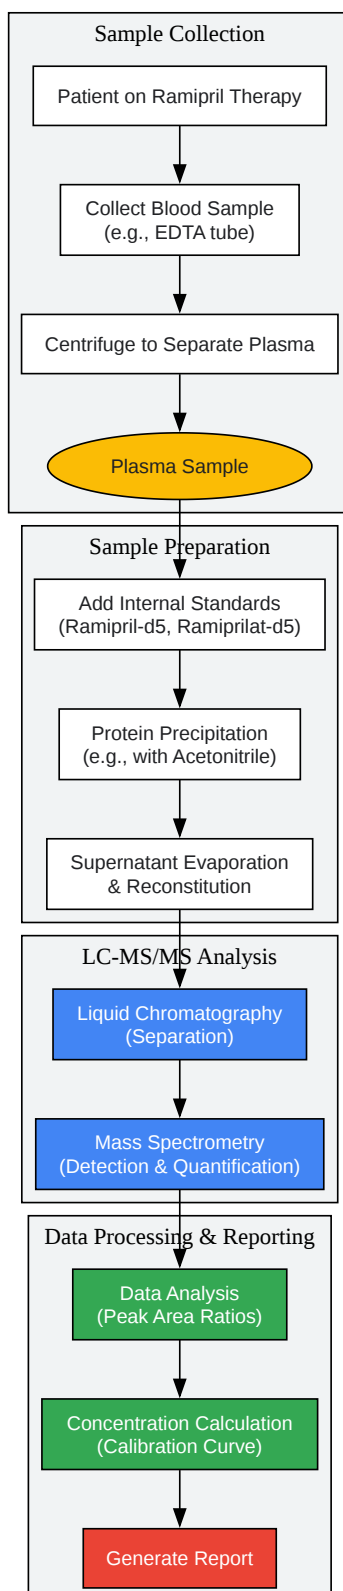 Sample Collection
Patient on Ramipril Therapy
Collect Blood Sample
(e.g., EDTA tube)
Centrifuge to Separate Plasma
Plasma Sample
Sample Preparation
Add Internal Standards
(Ramipril-d5, Ramiprilat-d5)
Protein Precipitation
(e.g., with Acetonitrile)
Supernatant Evaporation
& Reconstitution
LC-MS/MS Analysis
Liquid Chromatography
(Separation)
Mass Spectrometry
(Detection & Quantification)
Data Processing & Reporting
Data Analysis
(Peak Area Ratios)
Concentration Calculation
(Calibration Curve)
Generate Report